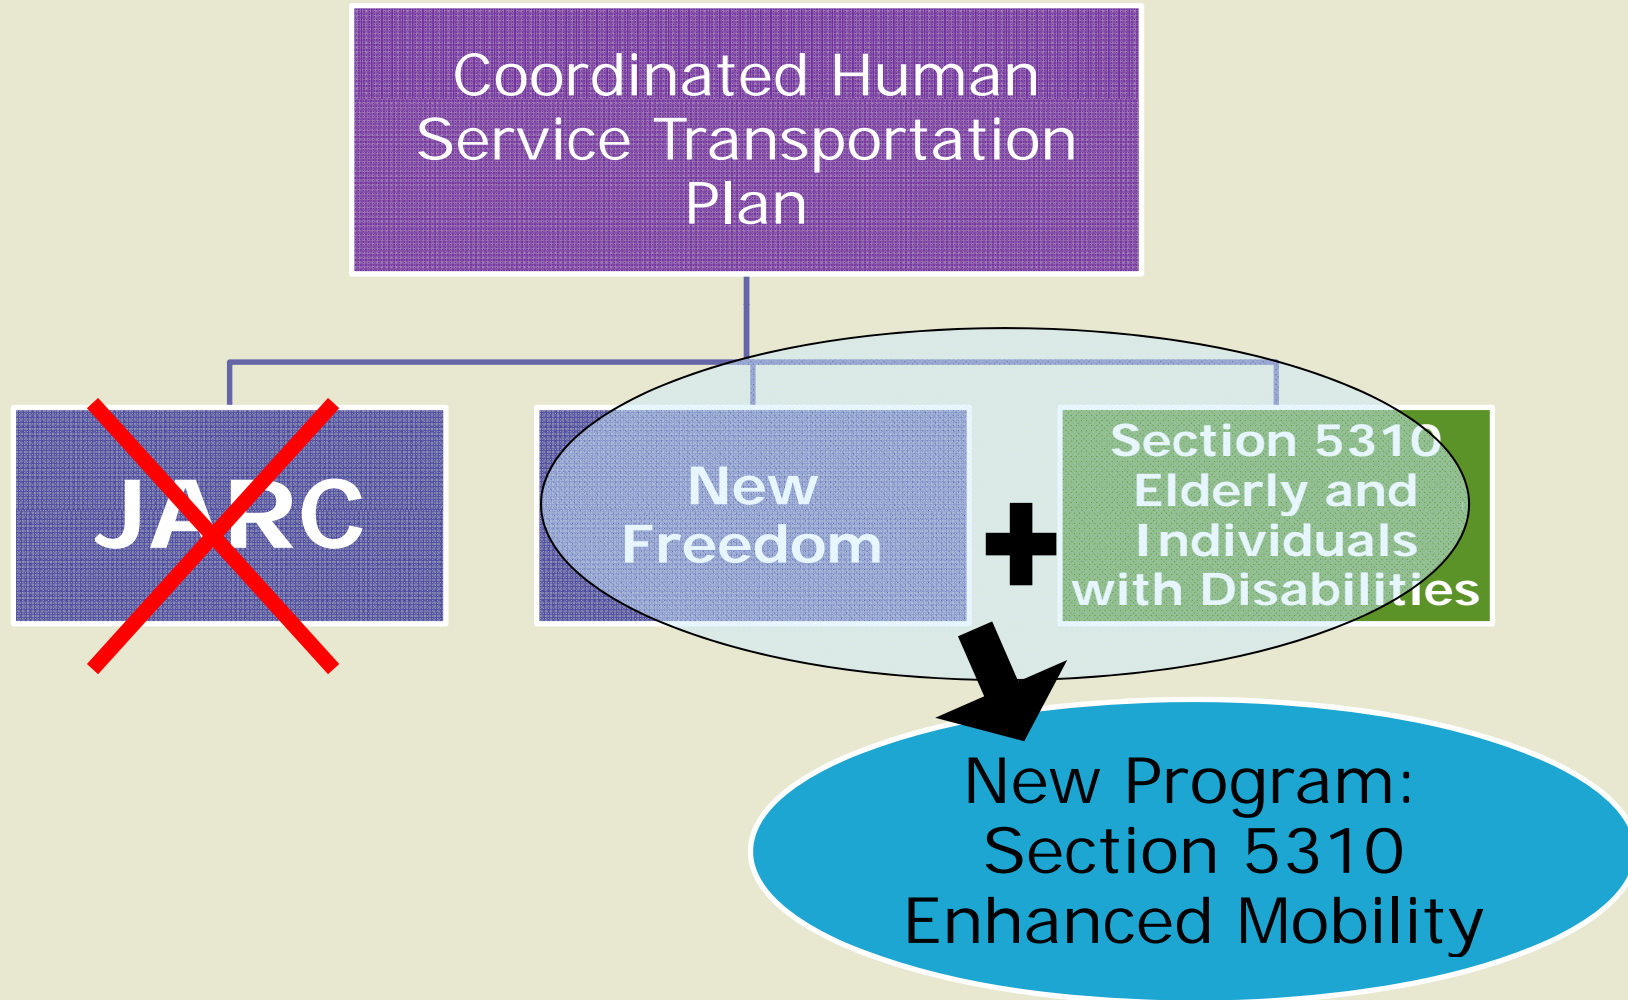 Coordinated Human
Service Transportation
Plan
JARC
New
Freedom
Section 5310
Elderly and
Individuals
with Disabilities
New Program:
Section 5310
Enhanced Mobility